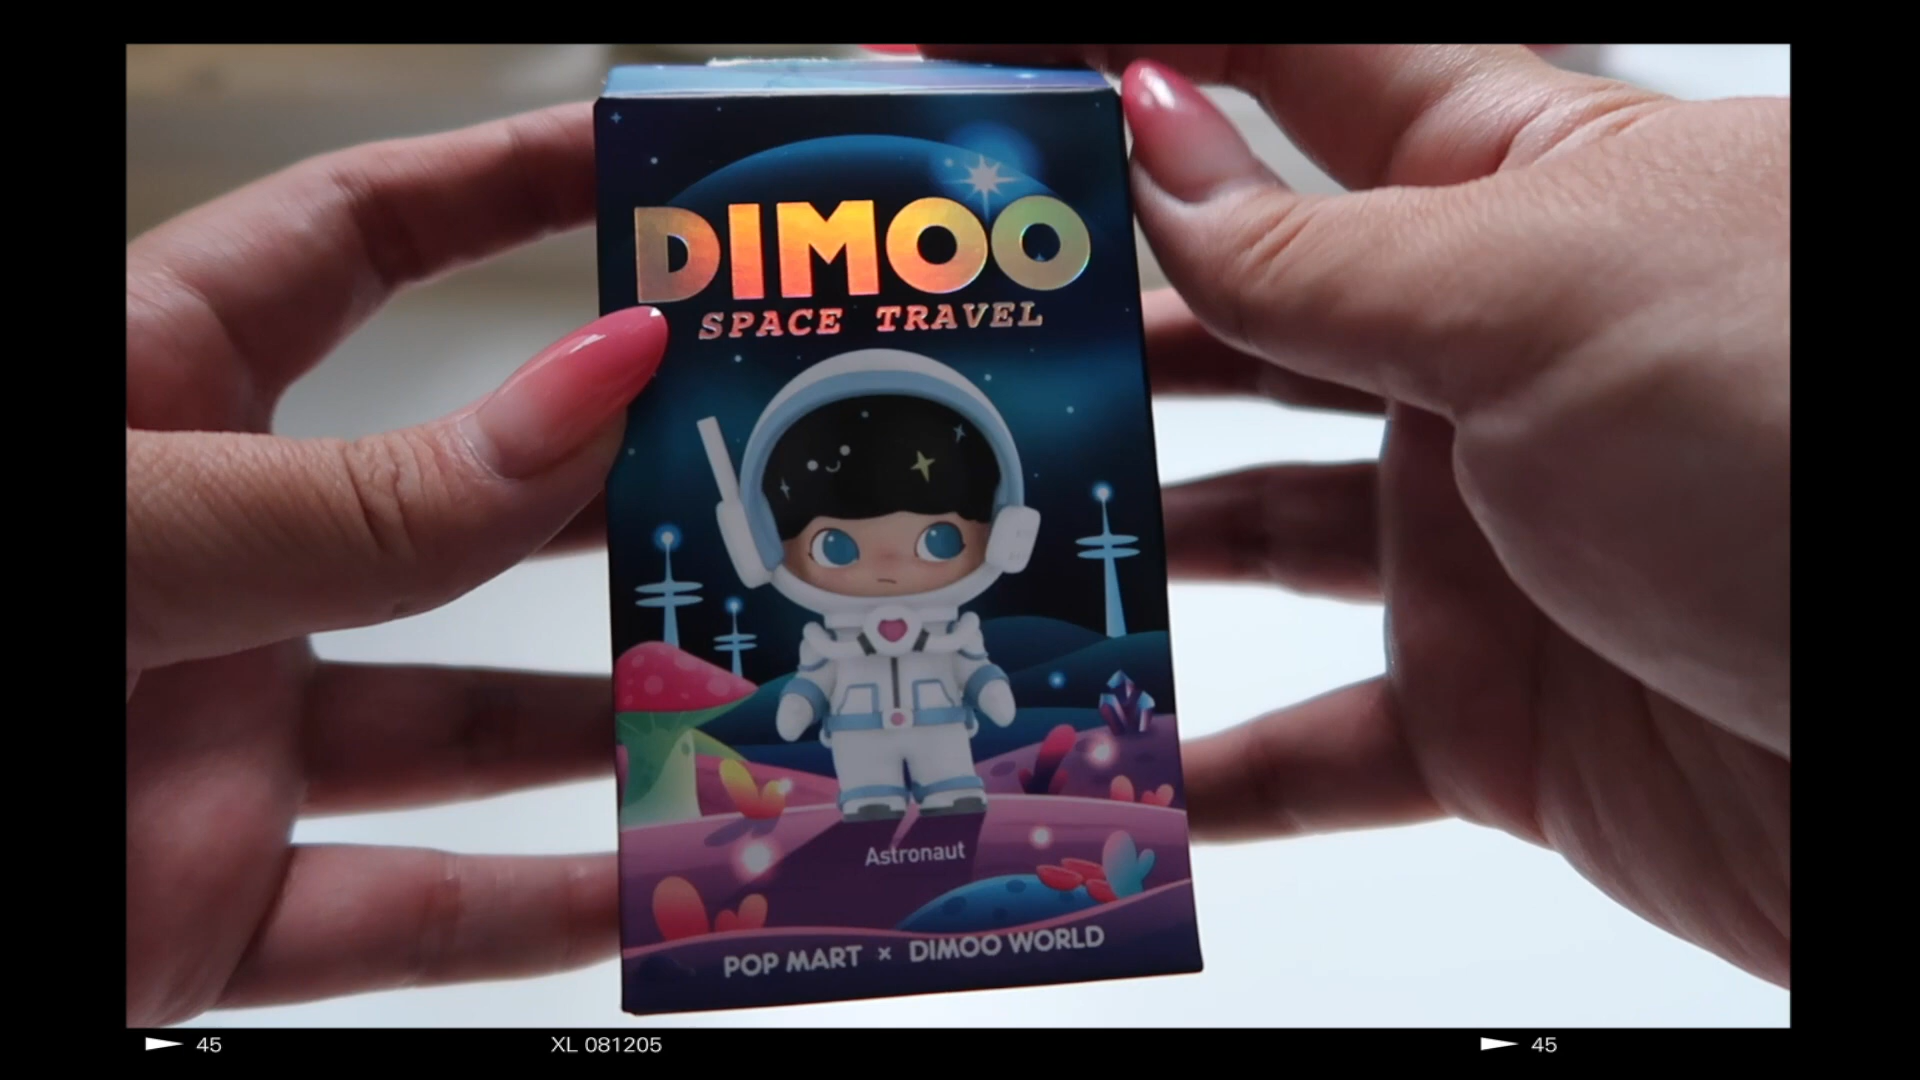 DIMOO
SPACE TRAVEL
Astronaut
POP MART × DIMOO WORLD
45 XL 081205 45